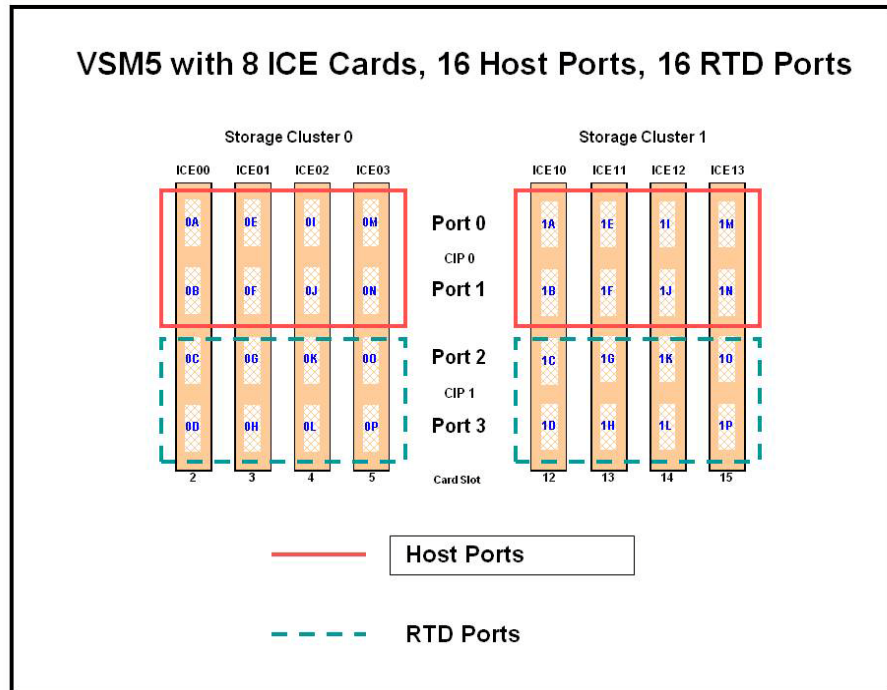 VSM5 with 8 ICE Cards, 16 Host Ports, 16 RTD Ports
Storage Cluster 0 Storage Cluster 1
ICE00 ICE01 ICE02 ICE03 ICE10 ICE11 ICE12 ICE13
0A 0E 0I 0M Port 0 1A 1E 1I 1M
CIP 0
0B 0F 0J 0N Port 1 1B 1F 1J 1N
0C 0G 0K 0O Port 2 1C 1G 1K 1O
CIP 1
0D 0H 0L 0P Port 3 1D 1H 1L 1P
2 3 4 5 Card Slot 12 13 14 15
Host Ports
RTD Ports